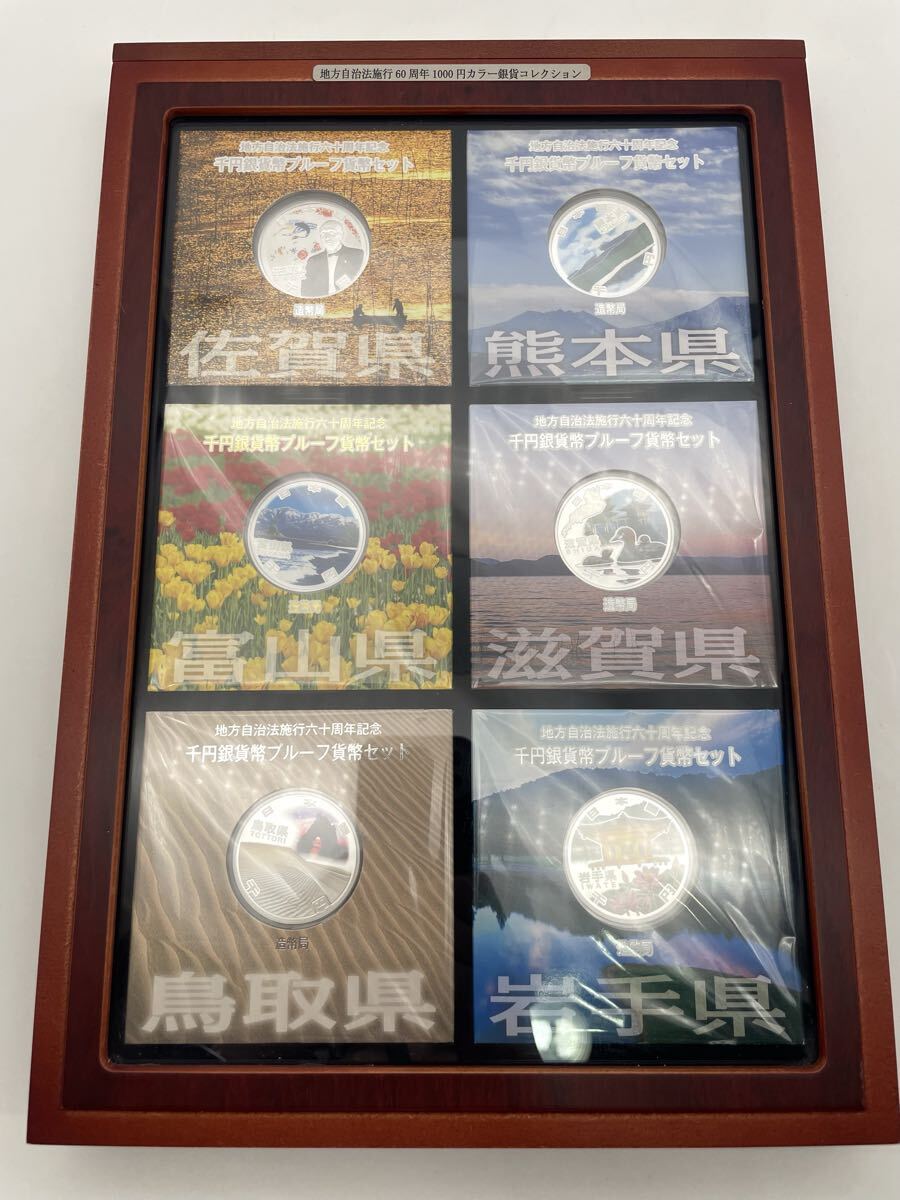 地方自治法施行60周年1000円カラー銀貨コレクション
地方自治法施行六十周年記念
千円銀貨幣プルーフ貨幣セット
造幣局
佐賀県
地方自治法施行六十周年記念
千円銀貨幣プルーフ貨幣セット
造幣局
熊本県
地方自治法施行六十周年記念
千円銀貨幣プルーフ貨幣セット
富山県
地方自治法施行六十周年記念
千円銀貨幣プルーフ貨幣セット
滋賀県
SHIGA
造幣局
滋賀県
地方自治法施行六十周年記念
千円銀貨幣プルーフ貨幣セット
鳥取県
TOTTORI
造幣局
鳥取県
地方自治法施行六十周年記念
千円銀貨幣プルーフ貨幣セット
日本国
岩手県
IWATE
千円
造幣局
岩手県